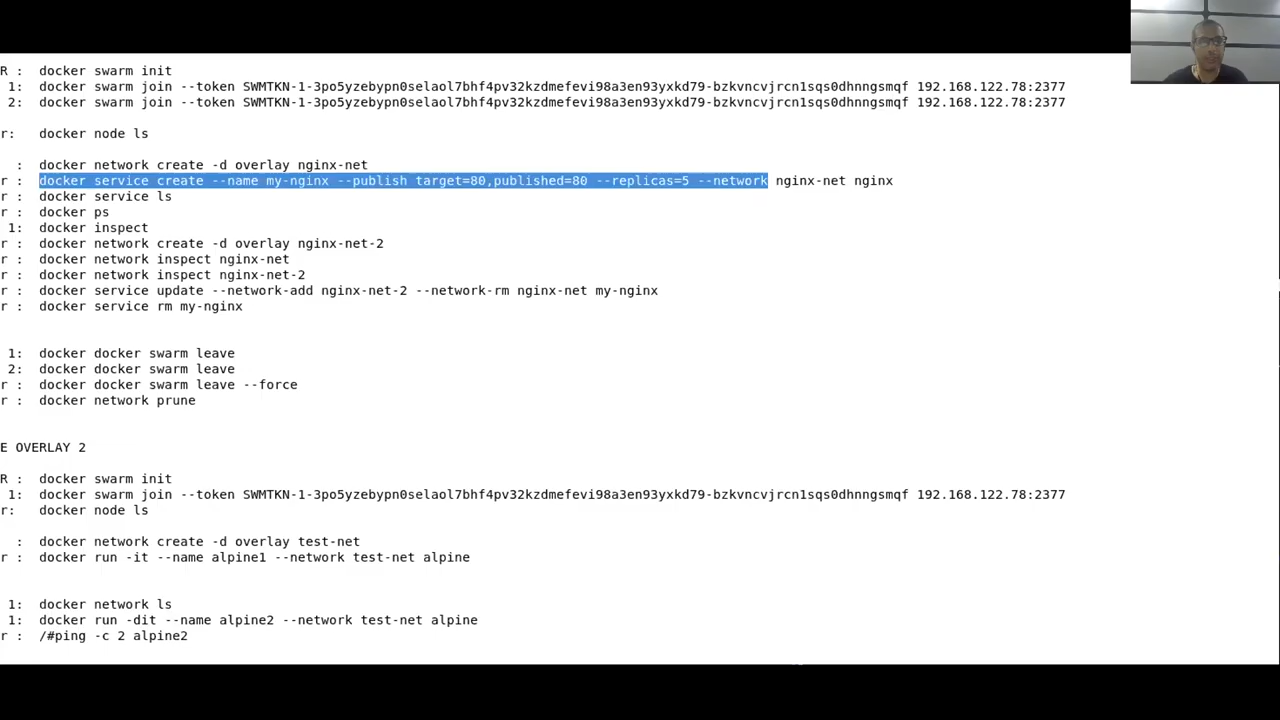 R :  docker swarm init
1:  docker swarm join --token SWMTKN-1-3po5yzebypn0selaol7bhf4pv32kzdmefevi98a3en93yxkd79-bzkvncvjrcn1sqs0dhnngsmqf 192.168.122.78:2377
2:  docker swarm join --token SWMTKN-1-3po5yzebypn0selaol7bhf4pv32kzdmefevi98a3en93yxkd79-bzkvncvjrcn1sqs0dhnngsmqf 192.168.122.78:2377
r:   docker node ls
:  docker network create -d overlay nginx-net
r :  docker service create --name my-nginx --publish target=80,published=80 --replicas=5 --network nginx-net nginx
r :  docker service ls
r :  docker ps
1:  docker inspect
r :  docker network create -d overlay nginx-net-2
r :  docker network inspect nginx-net
r :  docker network inspect nginx-net-2
r :  docker service update --network-add nginx-net-2 --network-rm nginx-net my-nginx
r :  docker service rm my-nginx
1:  docker docker swarm leave
2:  docker docker swarm leave
r :  docker docker swarm leave --force
r :  docker network prune
E OVERLAY 2
R :  docker swarm init
1:  docker swarm join --token SWMTKN-1-3po5yzebypn0selaol7bhf4pv32kzdmefevi98a3en93yxkd79-bzkvncvjrcn1sqs0dhnngsmqf 192.168.122.78:2377
r:   docker node ls
:  docker network create -d overlay test-net
r :  docker run -it --name alpine1 --network test-net alpine
1:  docker network ls
1:  docker run -dit --name alpine2 --network test-net alpine
r :  /#ping -c 2 alpine2